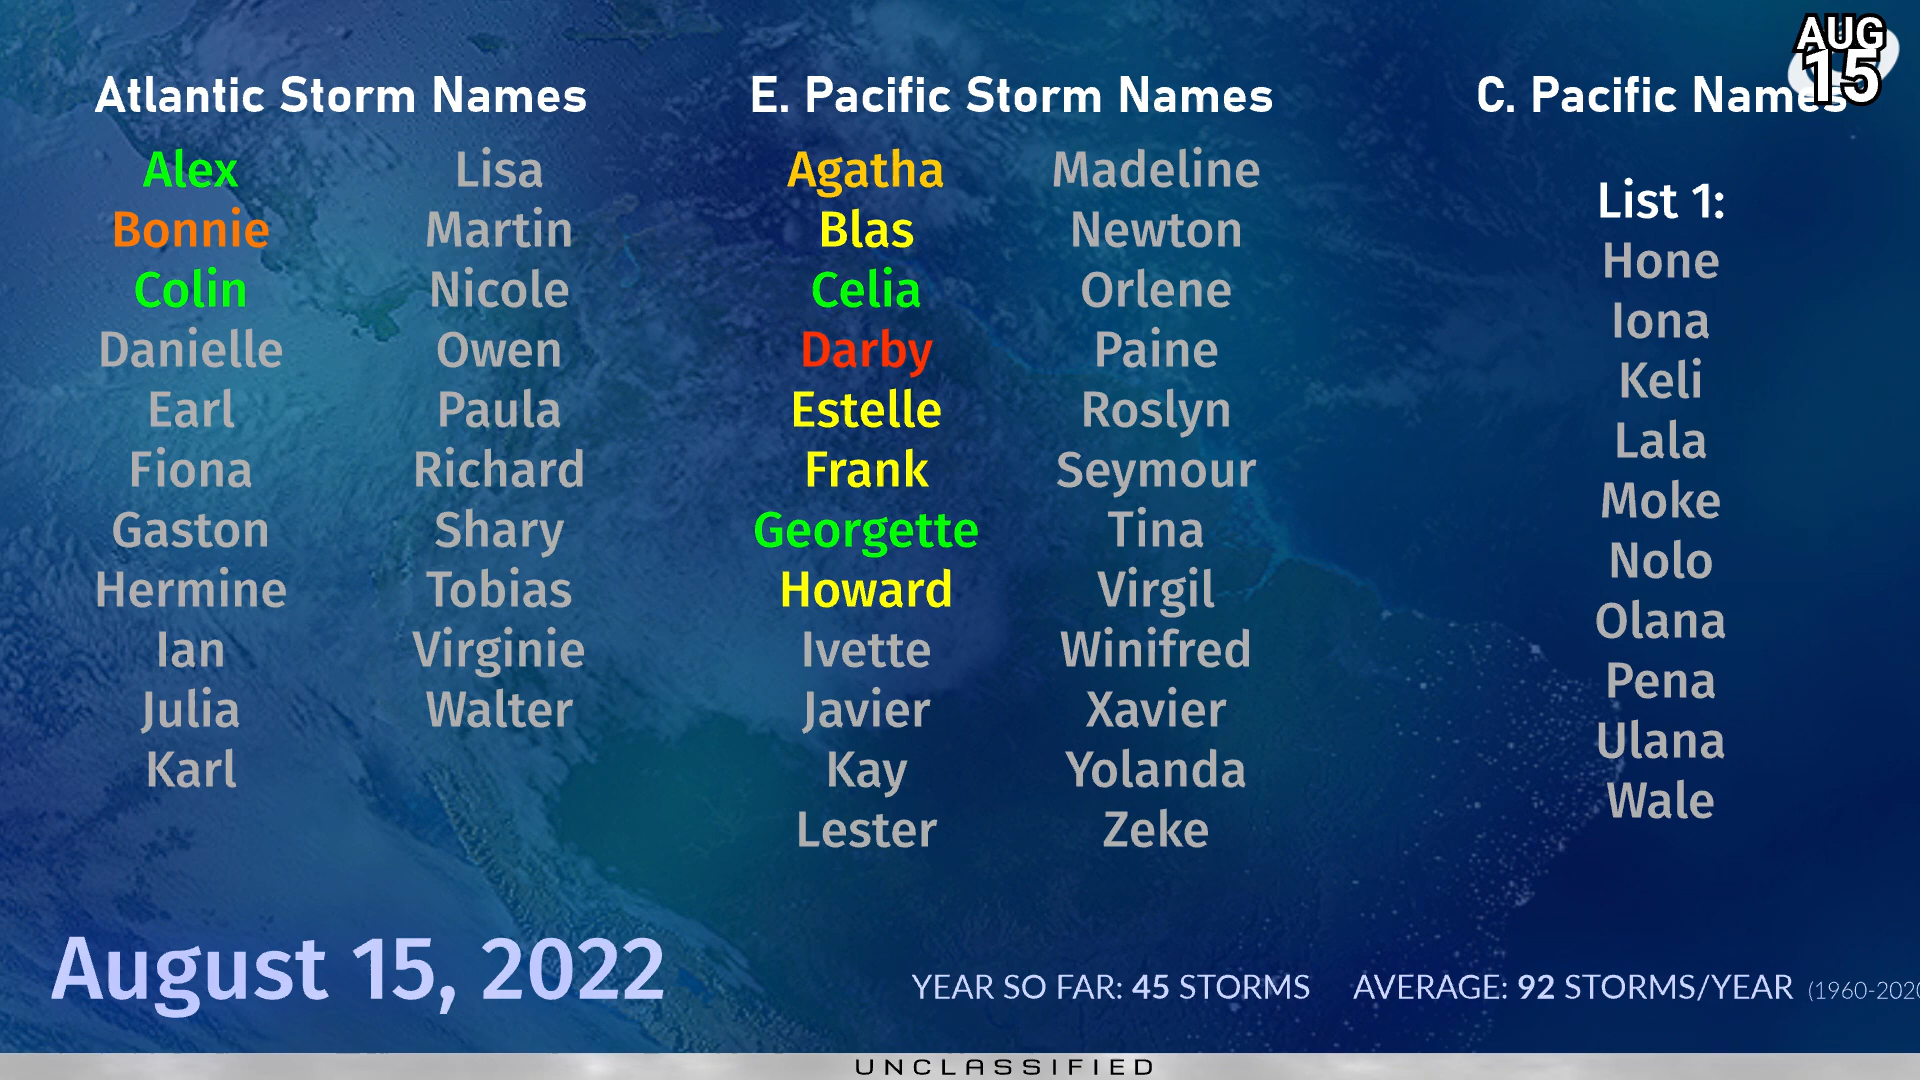 AUG
15
Atlantic Storm Names
Alex
Bonnie
Colin
Danielle
Earl
Fiona
Gaston
Hermine
Ian
Julia
Karl
Lisa
Martin
Nicole
Owen
Paula
Richard
Shary
Tobias
Virginie
Walter
E. Pacific Storm Names
Agatha
Blas
Celia
Darby
Estelle
Frank
Georgette
Howard
Ivette
Javier
Kay
Lester
Madeline
Newton
Orlene
Paine
Roslyn
Seymour
Tina
Virgil
Winifred
Xavier
Yolanda
Zeke
C. Pacific Names
List 1:
Hone
Iona
Keli
Lala
Moke
Nolo
Olana
Pena
Ulana
Wale
August 15, 2022
YEAR SO FAR: 45 STORMS AVERAGE: 92 STORMS/YEAR (1960-2020
UNCLASSIFIED